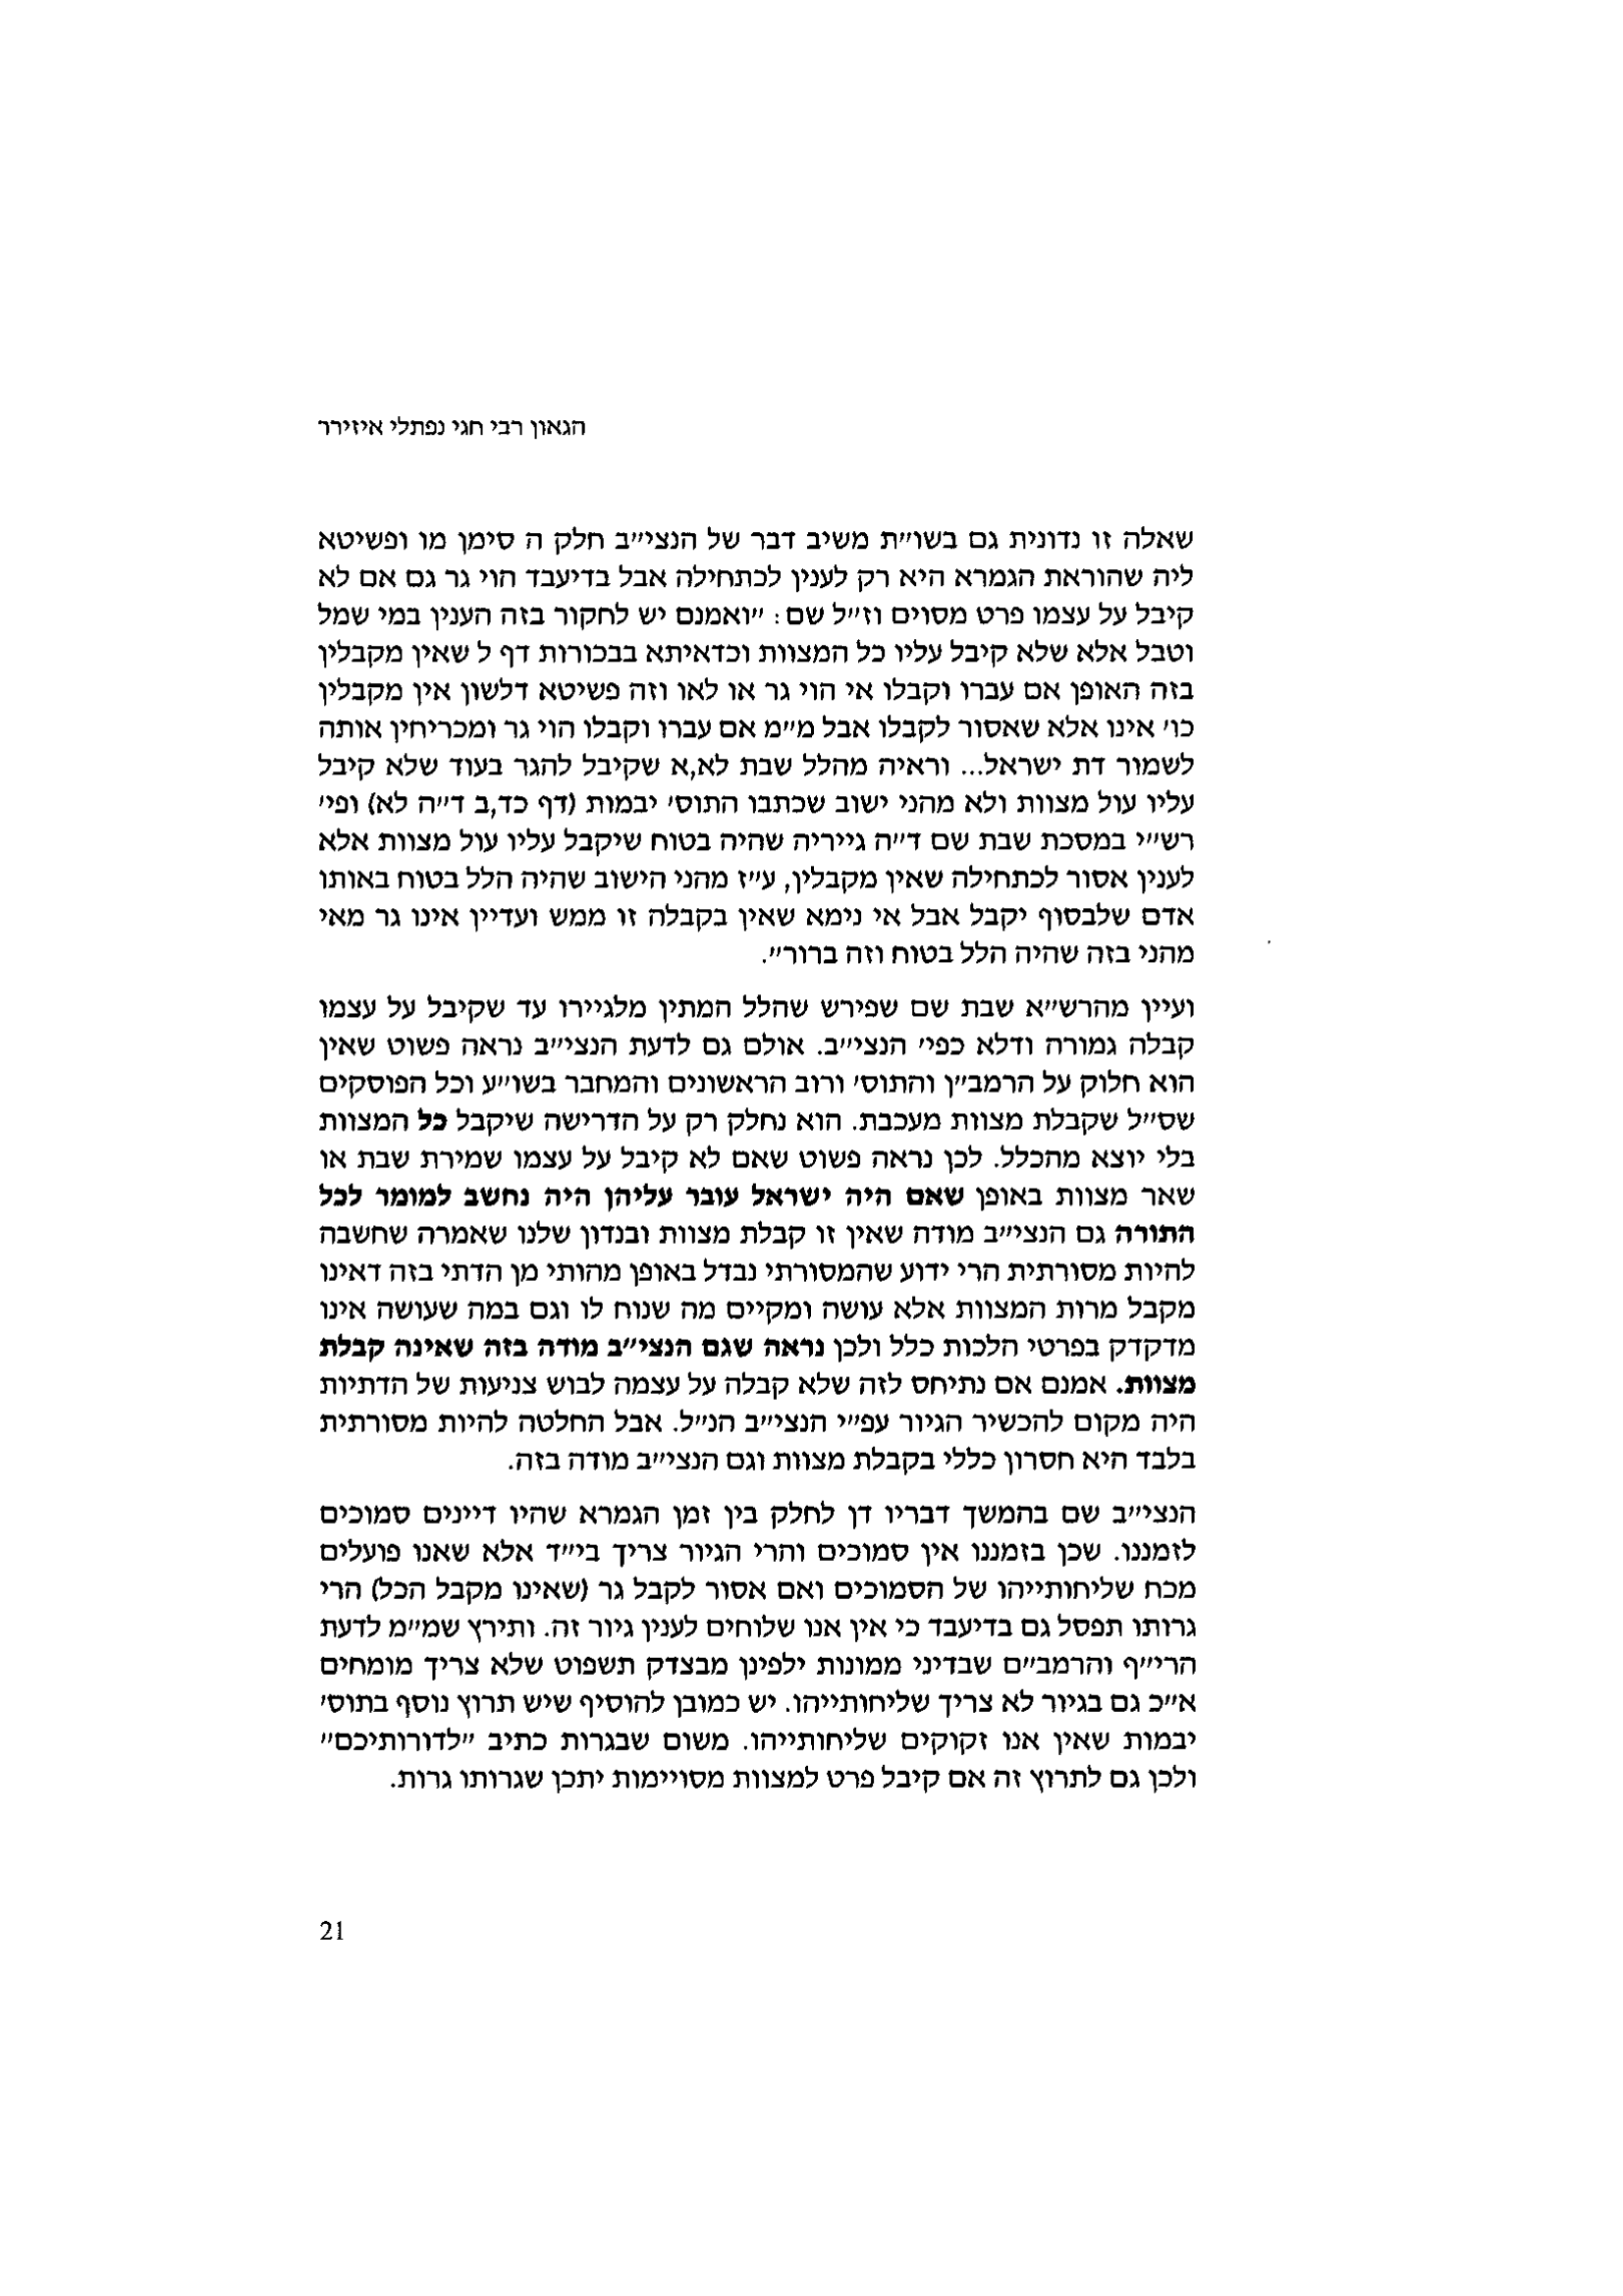 הגאון רבי חגי נפתלי איזירר
שאלה זו נדונית גם בשו״ת משיב דבר של הנצי״ב חלק ה סימן מו ופשיטא
ליה שהוראת הגמרא היא רק לענין לכתחילה אבל בדיעבד הוי גר גם אם לא
קיבל על עצמו פרט מסוים וז״ל שם: ״ואמנם יש לחקור בזה הענין במי שמל
וטבל אלא שלא קיבל עליו כל המצוות וכדאיתא בבכורות דף ל שאין מקבלין
בזה האופן אם עברו וקבלו אי הוי גר או לאו וזה פשיטא דלשון אין מקבלין
כו׳ אינו אלא שאסור לקבלו אבל מ״מ אם עברו וקבלו הוי גר ומכריחין אותה
לשמור דת ישראל... וראיה מהלל שבת לא,א שקיבל להגר בעוד שלא קיבל
עליו עול מצוות ולא מהני ישוב שכתבו התוס׳ יבמות (דף כד,ב ד״ה לא) ופי׳
רש״י במסכת שבת שם ד״ה גייריה שהיה בטוח שיקבל עליו עול מצוות אלא
לענין אסור לכתחילה שאין מקבלין, ע״ז מהני הישוב שהיה הלל בטוח באותו
אדם שלבסוף יקבל אבל אי נימא שאין בקבלה זו ממש ועדיין אינו גר מאי
מהני בזה שהיה הלל בטוח וזה ברור״.
ועיין מהרש״א שבת שם שפירש שהלל המתין מלגיירו עד שקיבל על עצמו
קבלה גמורה ודלא כפי׳ הנצי״ב. אולם גם לדעת הנצי״ב נראה פשוט שאין
הוא חלוק על הרמב״ן והתוס׳ ורוב הראשונים והמחבר בשו״ע וכל הפוסקים
שס״ל שקבלת מצוות מעכבת. הוא נחלק רק על הדרישה שיקבל כל המצוות
בלי יוצא מהכלל. לכן נראה פשוט שאם לא קיבל על עצמו שמירת שבת או
שאר מצוות באופן שאם היה ישראל עובר עליהן היה נחשב למומר לכל
התורה גם הנצי״ב מודה שאין זו קבלת מצוות ובנדון שלנו שאמרה שחשבה
להיות מסורתית הרי ידוע שהמסורתי נבדל באופן מהותי מן הדתי בזה דאינו
מקבל מרות המצוות אלא עושה ומקיים מה שנוח לו וגם במה שעושה אינו
מדקדק בפרטי הלכות כלל ולכן נראה שגם הנצי״ב מודה בזה שאינה קבלת
מצוות. אמנם אם נתיחס לזה שלא קבלה על עצמה לבוש צניעות של הדתיות
היה מקום להכשיר הגיור עפ״י הנצי״ב הנ״ל. אבל החלטה להיות מסורתית
בלבד היא חסרון כללי בקבלת מצוות וגם הנצי״ב מודה בזה.
הנצי״ב שם בהמשך דבריו דן לחלק בין זמן הגמרא שהיו דיינים סמוכים
לזמננו. שכן בזמננו אין סמוכים והרי הגיור צריך בי״ד אלא שאנו פועלים
מכח שליחותייהו של הסמוכים ואם אסור לקבל גר (שאינו מקבל הכל) הרי
גרותו תפסל גם בדיעבד כי אין אנו שלוחים לענין גיור זה. ותירץ שמ״מ לדעת
הרי״ף והרמב״ם שבדיני ממונות ילפינן מבצדק תשפוט שלא צריך מומחים
א״כ גם בגיור לא צריך שליחותייהו. יש כמובן להוסיף שיש תרוץ נוסף בתוס׳
יבמות שאין אנו זקוקים שליחותייהו. משום שבגרות כתיב ״לדורותיכם״
ולכן גם לתרוץ זה אם קיבל פרט למצוות מסויימות יתכן שגרותו גרות.
21